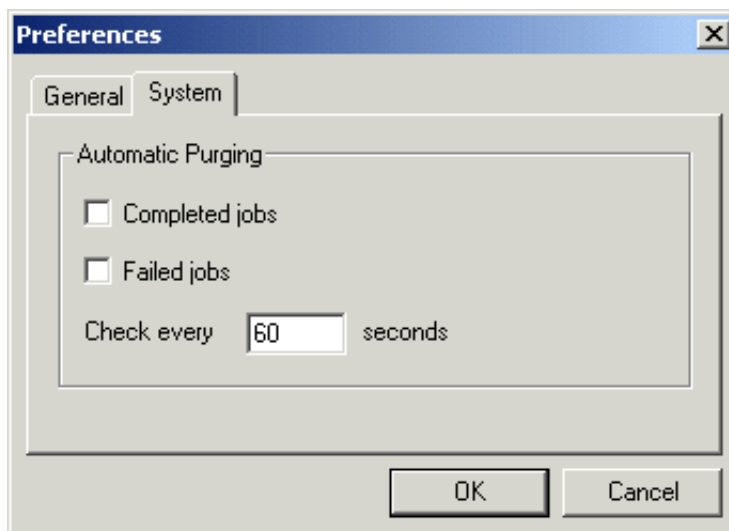 Preferences
General System
Automatic Purging
Completed jobs
Failed jobs
Check every 60 seconds
OK Cancel